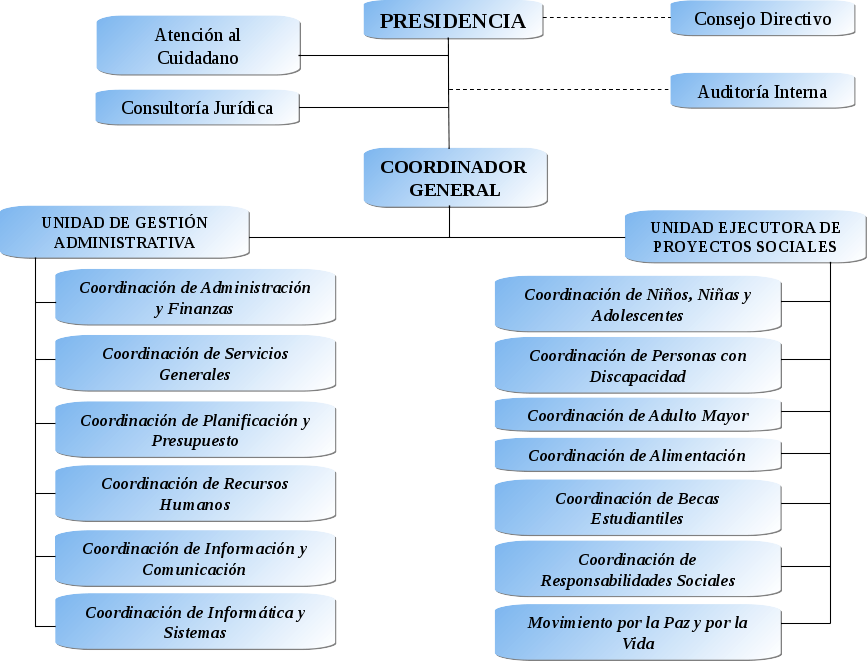 PRESIDENCIA
Consejo Directivo
Atención al
Cuidadano
Auditoría Interna
Consultoría Jurídica
COORDINADOR
GENERAL
UNIDAD DE GESTIÓN
ADMINISTRATIVA
Coordinación de Administración
y Finanzas
Coordinación de Servicios
Generales
Coordinación de Planificación y
Presupuesto
Coordinación de Recursos
Humanos
Coordinación de Información y
Comunicación
Coordinación de Informática y
Sistemas
UNIDAD EJECUTORA DE
PROYECTOS SOCIALES
Coordinación de Niños, Niñas y
Adolescentes
Coordinación de Personas con
Discapacidad
Coordinación de Adulto Mayor
Coordinación de Alimentación
Coordinación de Becas
Estudiantiles
Coordinación de
Responsabilidades Sociales
Movimiento por la Paz y por la
Vida